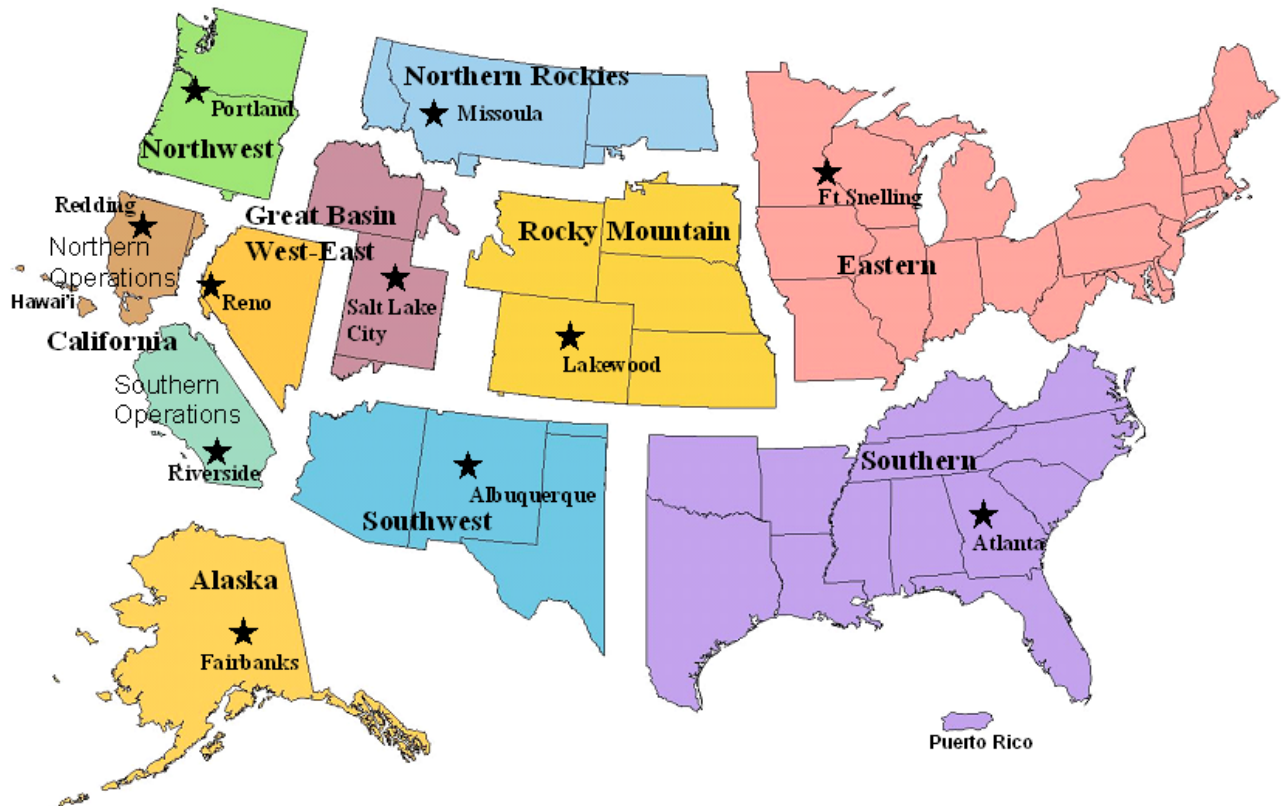 Northern Rockies
Portland
Missoula
Northwest
Redding
Great Basin
Ft Snelling
Northern
Operations
West-East
Rocky Mountain
Eastern
Hawai'i
Reno
Salt Lake
City
California
Lakewood
Southern
Operations
Riverside
Southern
Albuquerque
Southwest
Atlanta
Alaska
Fairbanks
Puerto Rico